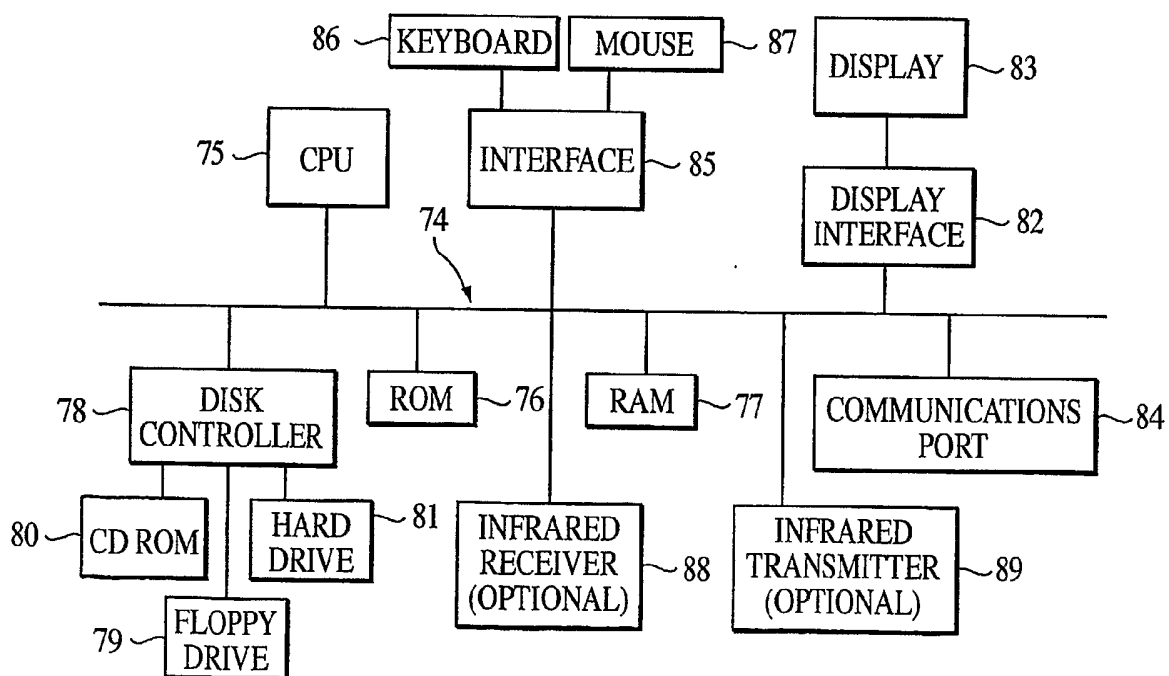 86
KEYBOARD
MOUSE
87
DISPLAY
83
75
CPU
INTERFACE
85
DISPLAY
INTERFACE
82
74
78
DISK
CONTROLLER
ROM
76
RAM
77
COMMUNICATIONS
PORT
84
80
CD ROM
HARD
DRIVE
81
INFRARED
RECEIVER
(OPTIONAL)
88
INFRARED
TRANSMITTER
(OPTIONAL)
89
79
FLOPPY
DRIVE